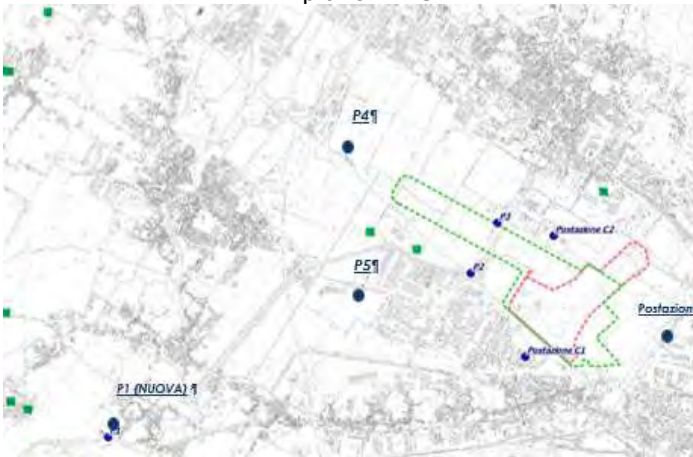 P4¶
P3
Postazione C2
P5¶
P2
Postazion
Postazione C1
P1 (NUOVA) ¶